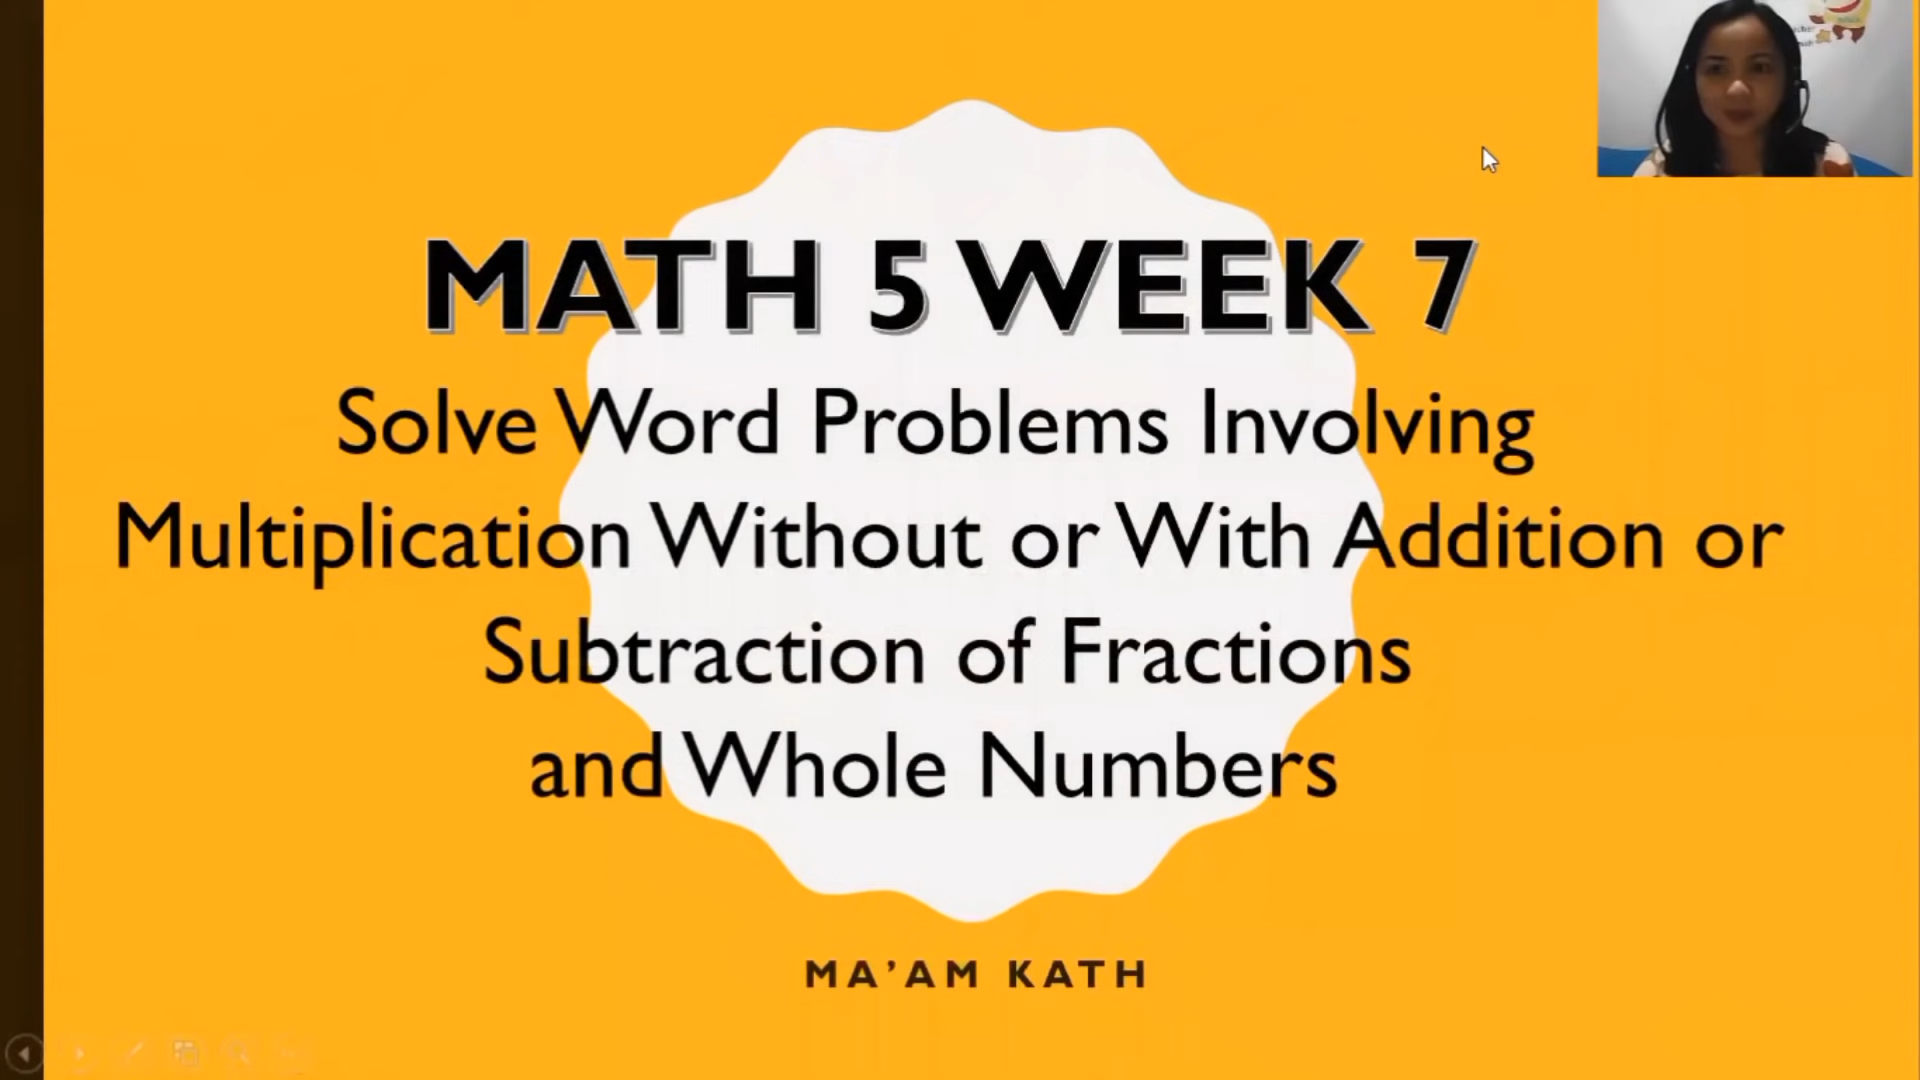 MATH 5 WEEK 7
Solve Word Problems Involving
Multiplication Without or With Addition or
Subtraction of Fractions
and Whole Numbers
MA'AM KATH